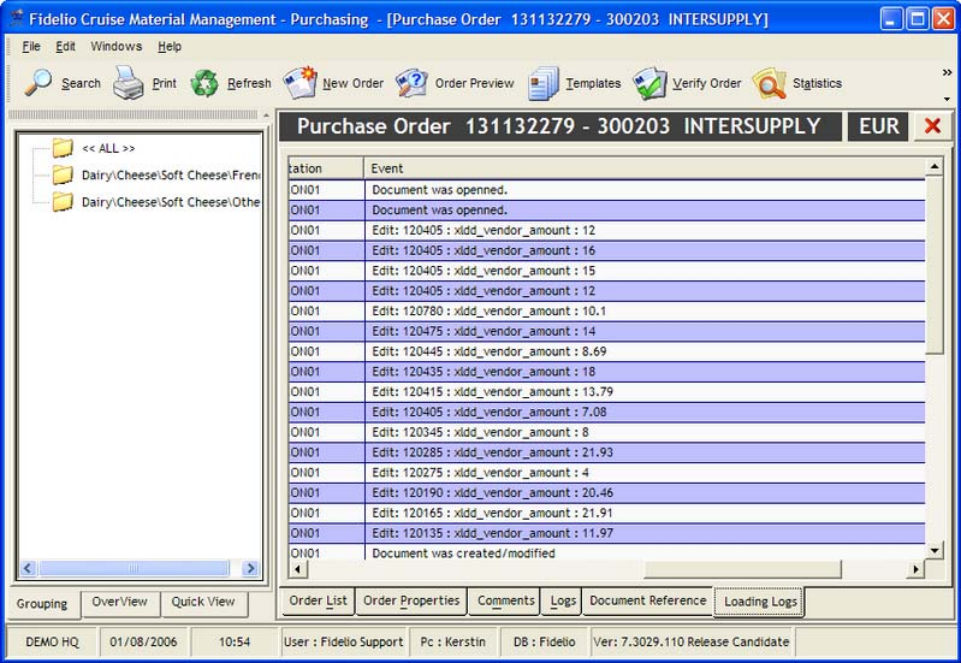 Fidelio Cruise Material Management - Purchasing - [Purchase Order 131132279 - 300203 INTERSUPPLY]
File Edit Windows Help
Search Print Refresh New Order Order Preview Templates Verify Order Statistics
Purchase Order 131132279 - 300203 INTERSUPPLY EUR
<< ALL >>
Dairy\Cheese\Soft Cheese\Fren
Dairy\Cheese\Soft Cheese\Othe
tation Event
ON01 Document was openned.
ON01 Document was openned.
ON01 Edit: 120405 : xldd_vendor_amount : 12
ON01 Edit: 120405 : xldd_vendor_amount : 16
ON01 Edit: 120405 : xldd_vendor_amount : 15
ON01 Edit: 120405 : xldd_vendor_amount : 12
ON01 Edit: 120780 : xldd_vendor_amount : 10.1
ON01 Edit: 120475 : xldd_vendor_amount : 14
ON01 Edit: 120445 : xldd_vendor_amount : 8.69
ON01 Edit: 120435 : xldd_vendor_amount : 18
ON01 Edit: 120415 : xldd_vendor_amount : 13.79
ON01 Edit: 120405 : xldd_vendor_amount : 7.08
ON01 Edit: 120345 : xldd_vendor_amount : 8
ON01 Edit: 120285 : xldd_vendor_amount : 21.93
ON01 Edit: 120275 : xldd_vendor_amount : 4
ON01 Edit: 120190 : xldd_vendor_amount : 20.46
ON01 Edit: 120165 : xldd_vendor_amount : 21.91
ON01 Edit: 120135 : xldd_vendor_amount : 11.97
ON01 Document was created/modified
Grouping OverView Quick View
Order List Order Properties Comments Logs Document Reference Loading Logs
DEMO HQ 01/08/2006 10:54 User : Fidelio Support Pc : Kerstin DB : Fidelio Ver: 7.3029.110 Release Candidate